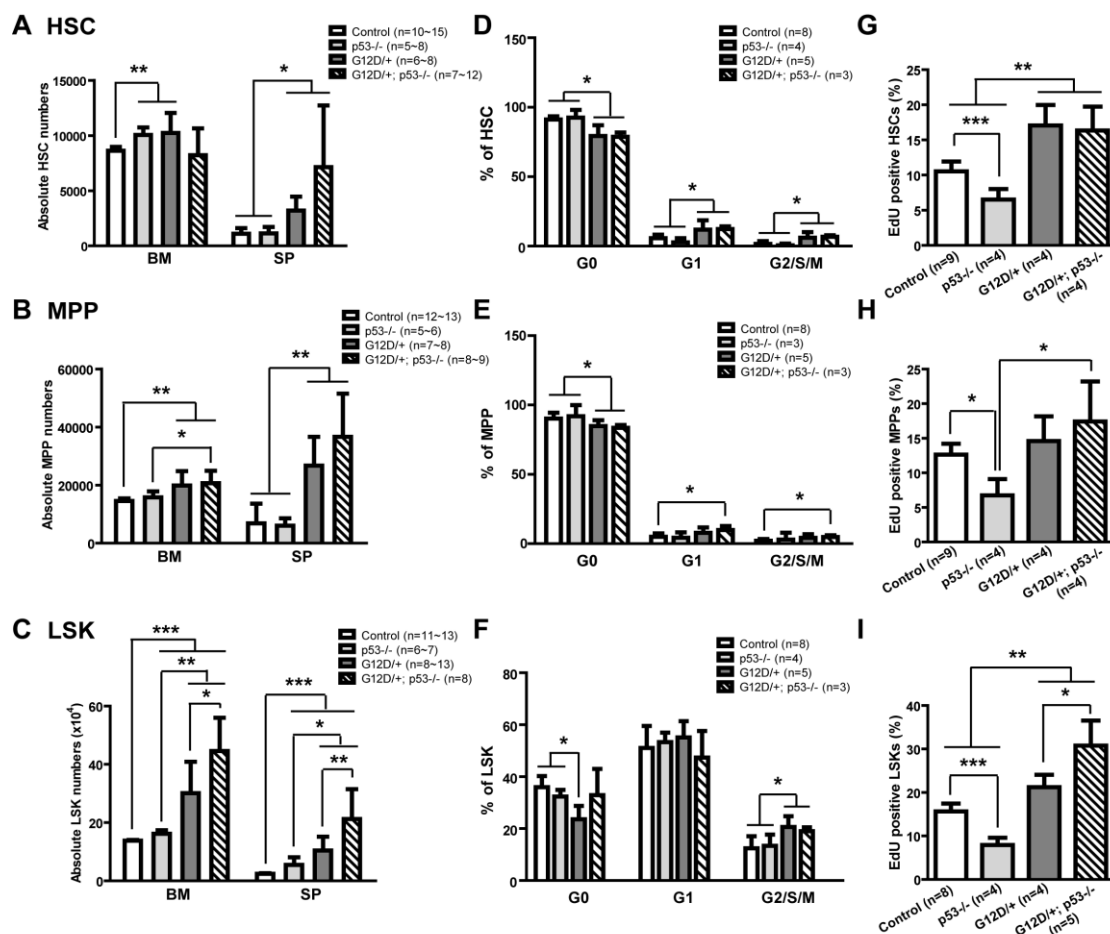 A HSC
Control (n=10~15)
p53-/- (n=5~8)
G12D/+ (n=6~8)
G12D/+; p53-/- (n=7~12)
Absolute HSC numbers
15000
10000
5000
0
**
*
BM
SP
D
Control (n=8)
p53-/- (n=4)
G12D/+ (n=5)
G12D/+; p53-/- (n=3)
% of HSC
150
100
50
0
*
*
*
G0
G1
G2/S/M
G
EdU positive HSCs (%)
25
20
15
10
5
0
**
***
Control (n=9)
p53-/- (n=4)
G12D/+ (n=4)
G12D/+; p53-/-
(n=4)
B MPP
Control (n=12~13)
p53-/- (n=5~6)
G12D/+ (n=7~8)
G12D/+; p53-/- (n=8~9)
Absolute MPP numbers
60000
40000
20000
0
**
*
**
BM
SP
E
Control (n=8)
p53-/- (n=3)
G12D/+ (n=5)
G12D/+; p53-/- (n=3)
% of MPP
150
100
50
0
*
*
*
G0
G1
G2/S/M
H
EdU positive MPPs (%)
25
20
15
10
5
0
*
*
Control (n=9)
p53-/- (n=4)
G12D/+ (n=4)
G12D/+; p53-/-
(n=4)
C LSK
Control (n=11~13)
p53-/- (n=6~7)
G12D/+ (n=8~13)
G12D/+; p53-/- (n=8)
Absolute LSK numbers (x10⁴)
60
40
20
0
***
**
*
***
*
**
BM
SP
F
Control (n=8)
p53-/- (n=4)
G12D/+ (n=5)
G12D/+; p53-/- (n=3)
% of LSK
80
60
40
20
0
*
*
G0
G1
G2/S/M
I
EdU positive LSKs (%)
40
30
20
10
0
**
*
***
Control (n=8)
p53-/- (n=4)
G12D/+ (n=4)
G12D/+; p53-/-
(n=5)